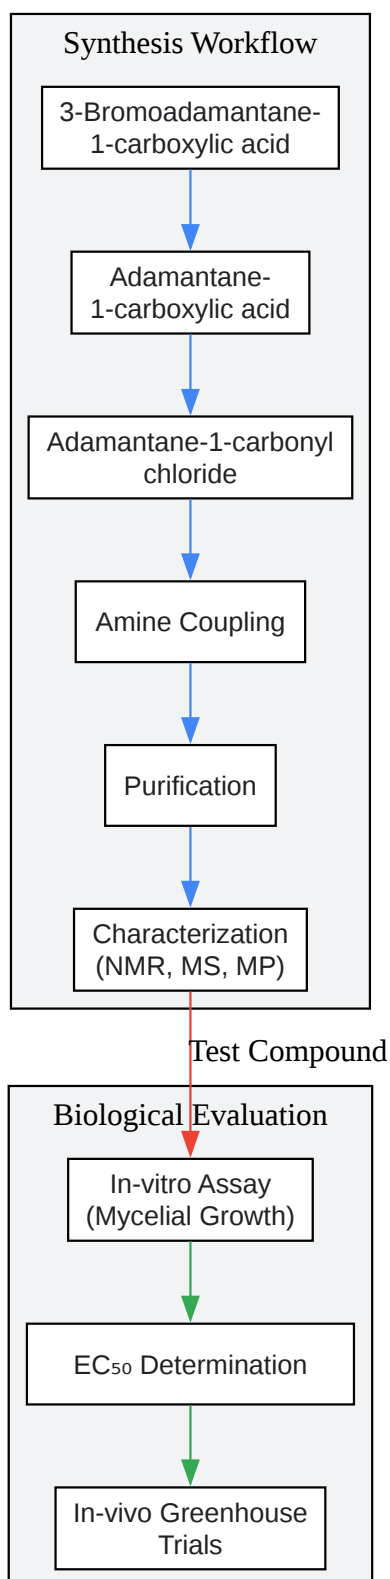 Synthesis Workflow
3-Bromoadamantane-
1-carboxylic acid
Adamantane-
1-carboxylic acid
Adamantane-1-carbonyl
chloride
Amine Coupling
Purification
Characterization
(NMR, MS, MP)
Test Compound
Biological Evaluation
In-vitro Assay
(Mycelial Growth)
EC₅₀ Determination
In-vivo Greenhouse
Trials